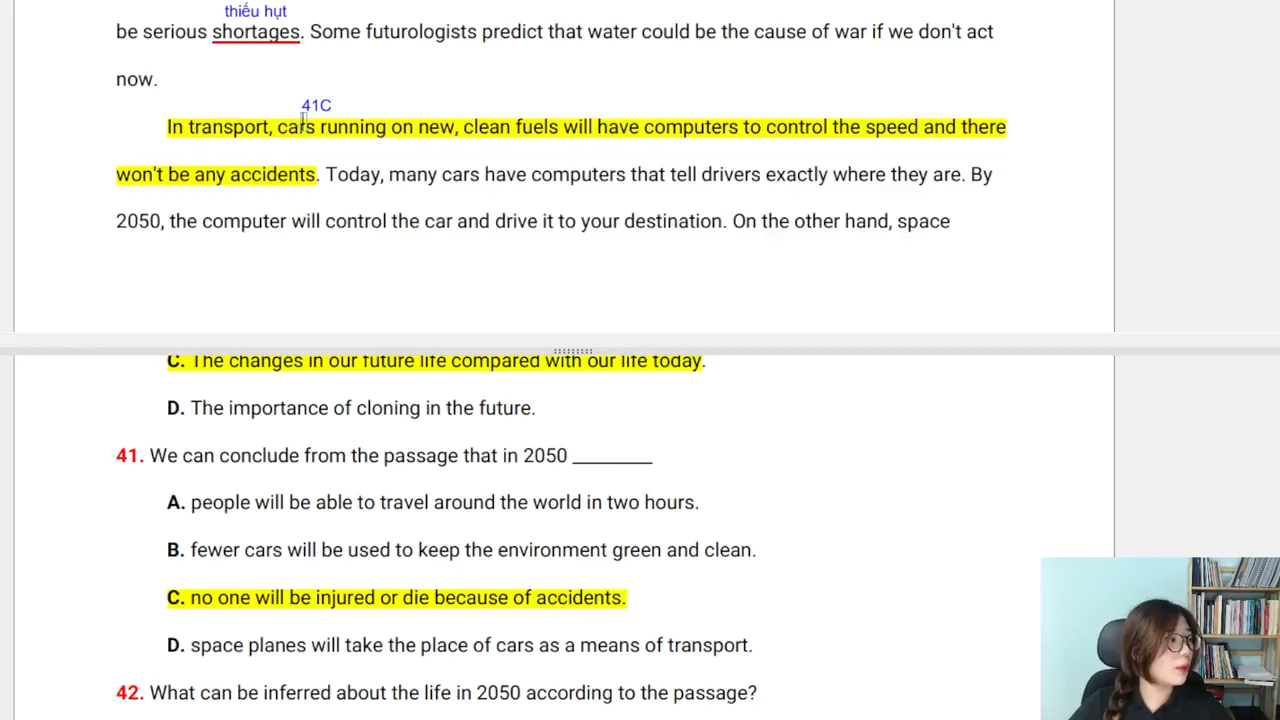 thiếu hụt
be serious shortages. Some futurologists predict that water could be the cause of war if we don't act
now.
41C
In transport, cars running on new, clean fuels will have computers to control the speed and there
won't be any accidents. Today, many cars have computers that tell drivers exactly where they are. By
2050, the computer will control the car and drive it to your destination. On the other hand, space
C. The changes in our future life compared with our life today.
D. The importance of cloning in the future.
41. We can conclude from the passage that in 2050 ________
A. people will be able to travel around the world in two hours.
B. fewer cars will be used to keep the environment green and clean.
C. no one will be injured or die because of accidents.
D. space planes will take the place of cars as a means of transport.
42. What can be inferred about the life in 2050 according to the passage?